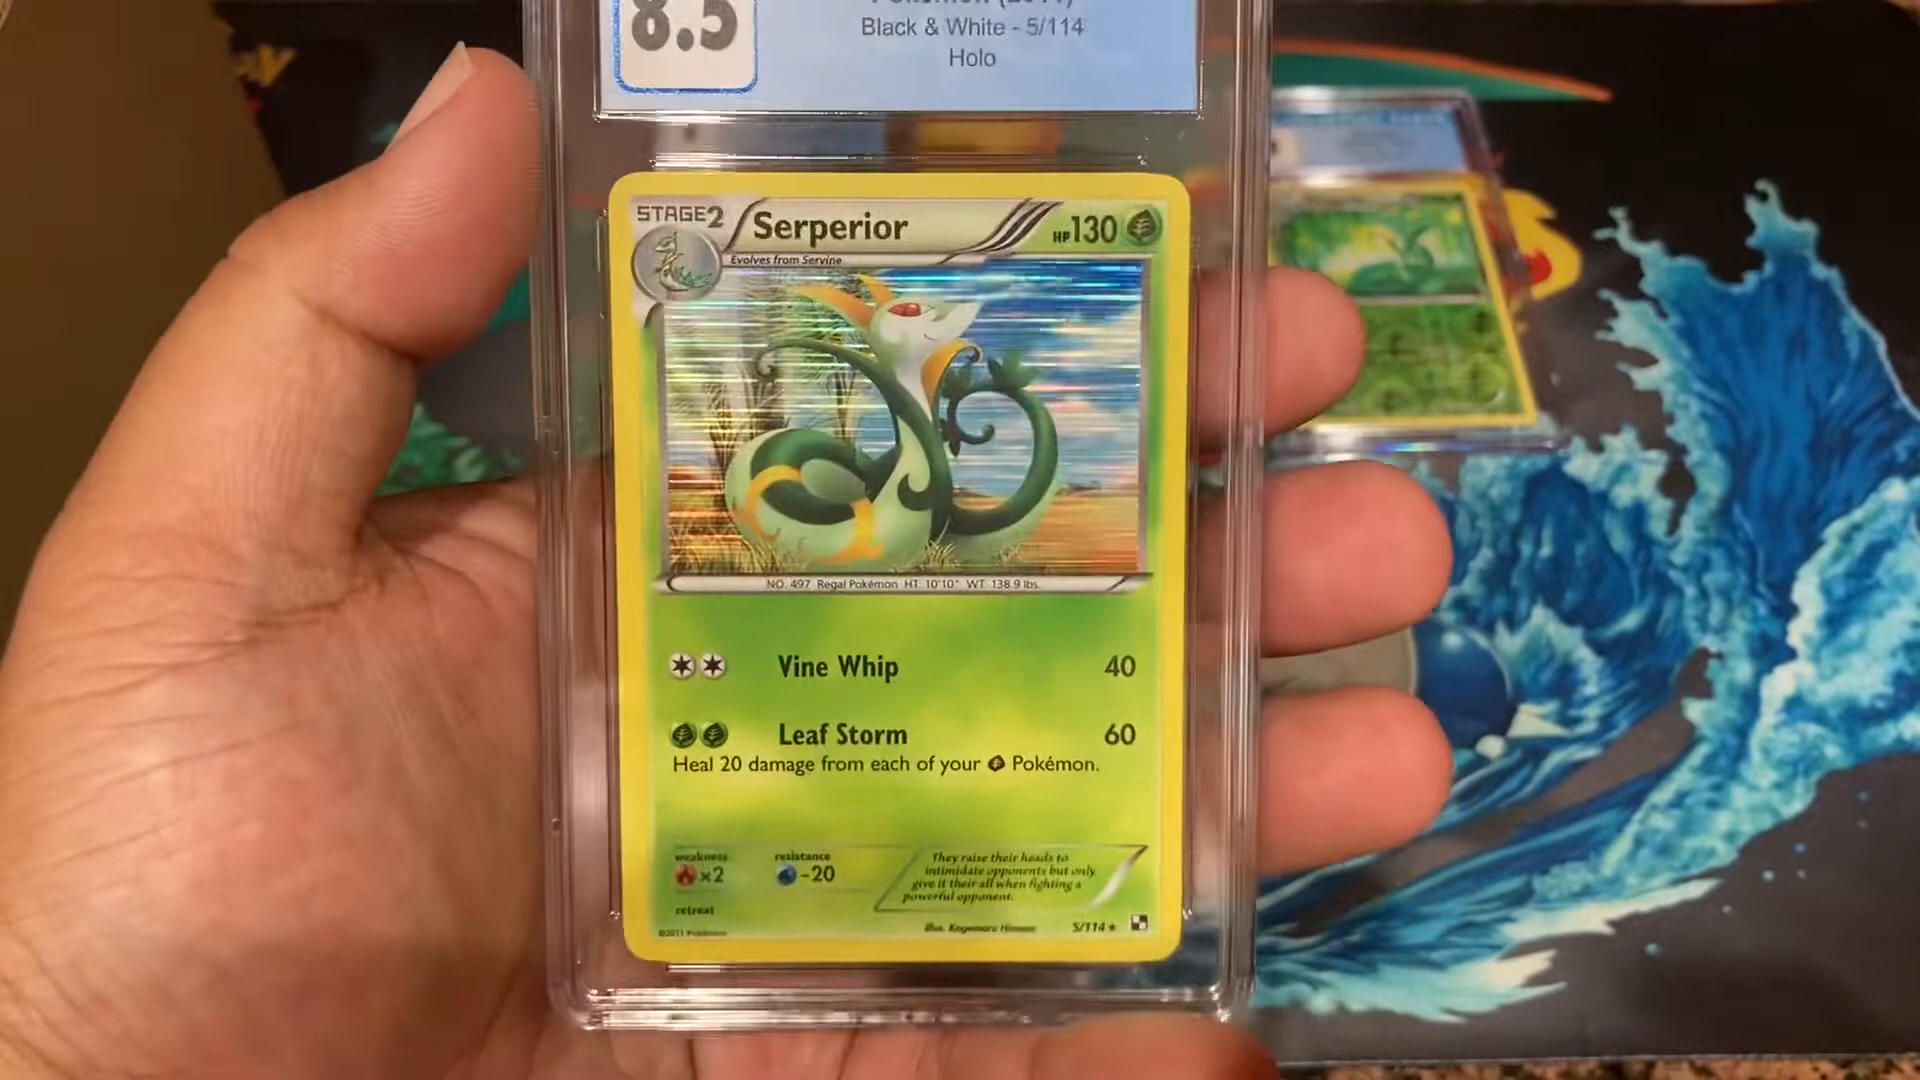 8.5
Black & White - 5/114
Holo
STAGE2
Serperior
HP130
Evolves from Servine
NO. 497 Regal Pokémon HT: 10'10" WT: 138.9 lbs.
Vine Whip 40
Leaf Storm 60
Heal 20 damage from each of your Pokémon.
weakness
×2
resistance
-20
retreat
They raise their heads to
intimidate opponents but only
give it their all when fighting a
powerful opponent.
©2011 Pokémon
Illus. Kagemaru Himeno
5/114